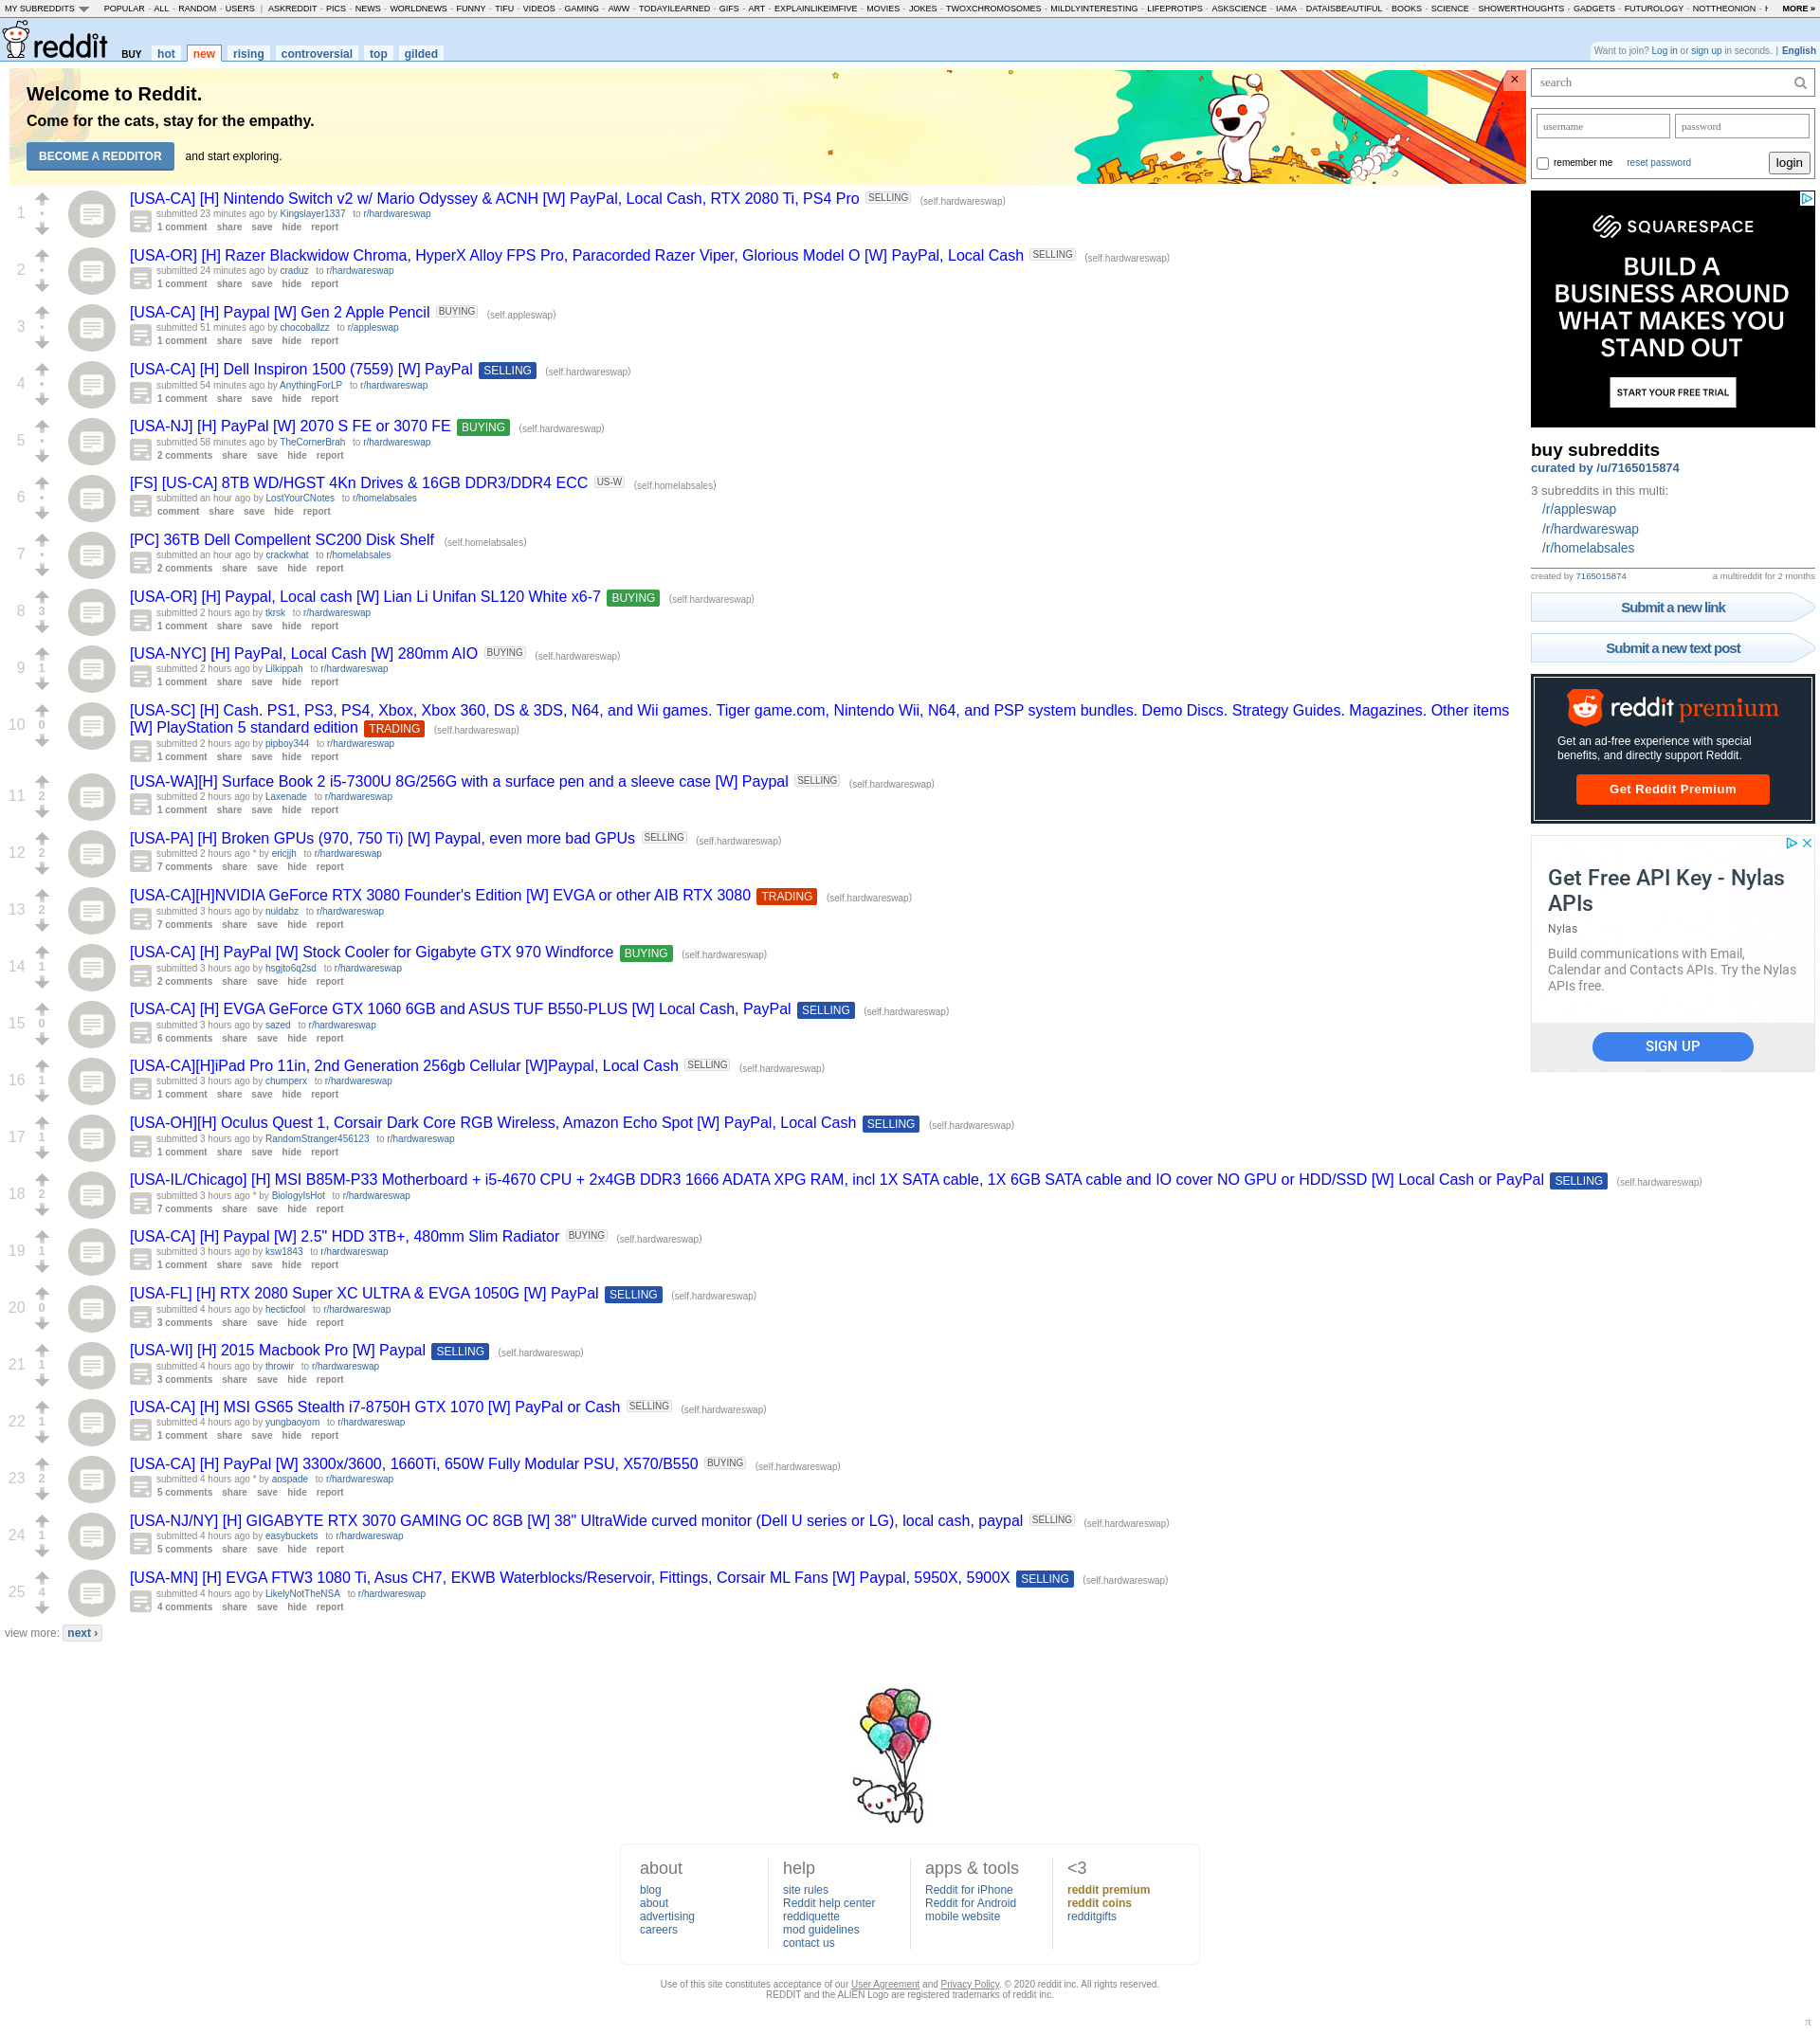 MY SUBREDDITS POPULAR - ALL - RANDOM - USERS | ASKREDDIT - PICS - NEWS - WORLDNEWS - FUNNY - TIFU - VIDEOS - GAMING - AWW - TODAYILEARNED - GIFS - ART - EXPLAINLIKEIMFIVE - MOVIES - JOKES - TWOXCHROMOSOMES - MILDLYINTERESTING - LIFEPROTIPS - ASKSCIENCE - IAMA - DATAISBEAUTIFUL - BOOKS - SCIENCE - SHOWERTHOUGHTS - GADGETS - FUTUROLOGY - NOTTHEONION - MORE »
reddit BUY hot new rising controversial top gilded
Want to join? Log in or sign up in seconds. | English
Welcome to Reddit.
Come for the cats, stay for the empathy.
BECOME A REDDITOR and start exploring.
×
1
[USA-CA] [H] Nintendo Switch v2 w/ Mario Odyssey & ACNH [W] PayPal, Local Cash, RTX 2080 Ti, PS4 Pro SELLING (self.hardwareswap)
submitted 23 minutes ago by Kingslayer1337 to r/hardwareswap
1 comment share save hide report
2
[USA-OR] [H] Razer Blackwidow Chroma, HyperX Alloy FPS Pro, Paracorded Razer Viper, Glorious Model O [W] PayPal, Local Cash SELLING (self.hardwareswap)
submitted 24 minutes ago by craduz to r/hardwareswap
1 comment share save hide report
3
[USA-CA] [H] Paypal [W] Gen 2 Apple Pencil BUYING (self.appleswap)
submitted 51 minutes ago by chocoballzz to r/appleswap
1 comment share save hide report
4
[USA-CA] [H] Dell Inspiron 1500 (7559) [W] PayPal SELLING (self.hardwareswap)
submitted 54 minutes ago by AnythingForLP to r/hardwareswap
1 comment share save hide report
5
[USA-NJ] [H] PayPal [W] 2070 S FE or 3070 FE BUYING (self.hardwareswap)
submitted 58 minutes ago by TheCornerBrah to r/hardwareswap
2 comments share save hide report
6
[FS] [US-CA] 8TB WD/HGST 4Kn Drives & 16GB DDR3/DDR4 ECC US-W (self.homelabsales)
submitted an hour ago by LostYourCNotes to r/homelabsales
comment share save hide report
7
[PC] 36TB Dell Compellent SC200 Disk Shelf (self.homelabsales)
submitted an hour ago by crackwhat to r/homelabsales
2 comments share save hide report
8 3
[USA-OR] [H] Paypal, Local cash [W] Lian Li Unifan SL120 White x6-7 BUYING (self.hardwareswap)
submitted 2 hours ago by tkrsk to r/hardwareswap
1 comment share save hide report
9 1
[USA-NYC] [H] PayPal, Local Cash [W] 280mm AIO BUYING (self.hardwareswap)
submitted 2 hours ago by Lilkippah to r/hardwareswap
1 comment share save hide report
10 0
[USA-SC] [H] Cash. PS1, PS3, PS4, Xbox, Xbox 360, DS & 3DS, N64, and Wii games. Tiger game.com, Nintendo Wii, N64, and PSP system bundles. Demo Discs. Strategy Guides. Magazines. Other items
[W] PlayStation 5 standard edition TRADING (self.hardwareswap)
submitted 2 hours ago by pipboy344 to r/hardwareswap
1 comment share save hide report
11 2
[USA-WA][H] Surface Book 2 i5-7300U 8G/256G with a surface pen and a sleeve case [W] Paypal SELLING (self.hardwareswap)
submitted 2 hours ago by Laxenade to r/hardwareswap
1 comment share save hide report
12 2
[USA-PA] [H] Broken GPUs (970, 750 Ti) [W] Paypal, even more bad GPUs SELLING (self.hardwareswap)
submitted 2 hours ago * by ericjjh to r/hardwareswap
7 comments share save hide report
13 2
[USA-CA][H]NVIDIA GeForce RTX 3080 Founder's Edition [W] EVGA or other AIB RTX 3080 TRADING (self.hardwareswap)
submitted 3 hours ago by nuldabz to r/hardwareswap
7 comments share save hide report
14 1
[USA-CA] [H] PayPal [W] Stock Cooler for Gigabyte GTX 970 Windforce BUYING (self.hardwareswap)
submitted 3 hours ago by hsgjto6q2sd to r/hardwareswap
2 comments share save hide report
15 0
[USA-CA] [H] EVGA GeForce GTX 1060 6GB and ASUS TUF B550-PLUS [W] Local Cash, PayPal SELLING (self.hardwareswap)
submitted 3 hours ago by sazed to r/hardwareswap
6 comments share save hide report
16 1
[USA-CA][H]iPad Pro 11in, 2nd Generation 256gb Cellular [W]Paypal, Local Cash SELLING (self.hardwareswap)
submitted 3 hours ago by chumperx to r/hardwareswap
1 comment share save hide report
17 1
[USA-OH][H] Oculus Quest 1, Corsair Dark Core RGB Wireless, Amazon Echo Spot [W] PayPal, Local Cash SELLING (self.hardwareswap)
submitted 3 hours ago by RandomStranger456123 to r/hardwareswap
1 comment share save hide report
18 2
[USA-IL/Chicago] [H] MSI B85M-P33 Motherboard + i5-4670 CPU + 2x4GB DDR3 1666 ADATA XPG RAM, incl 1X SATA cable, 1X 6GB SATA cable and IO cover NO GPU or HDD/SSD [W] Local Cash or PayPal SELLING (self.hardwareswap)
submitted 3 hours ago * by BiologyIsHot to r/hardwareswap
7 comments share save hide report
19 1
[USA-CA] [H] Paypal [W] 2.5" HDD 3TB+, 480mm Slim Radiator BUYING (self.hardwareswap)
submitted 3 hours ago by ksw1843 to r/hardwareswap
1 comment share save hide report
20 0
[USA-FL] [H] RTX 2080 Super XC ULTRA & EVGA 1050G [W] PayPal SELLING (self.hardwareswap)
submitted 4 hours ago by hecticfool to r/hardwareswap
3 comments share save hide report
21 1
[USA-WI] [H] 2015 Macbook Pro [W] Paypal SELLING (self.hardwareswap)
submitted 4 hours ago by throwir to r/hardwareswap
3 comments share save hide report
22 1
[USA-CA] [H] MSI GS65 Stealth i7-8750H GTX 1070 [W] PayPal or Cash SELLING (self.hardwareswap)
submitted 4 hours ago by yungbaoyom to r/hardwareswap
1 comment share save hide report
23 2
[USA-CA] [H] PayPal [W] 3300x/3600, 1660Ti, 650W Fully Modular PSU, X570/B550 BUYING (self.hardwareswap)
submitted 4 hours ago * by aospade to r/hardwareswap
5 comments share save hide report
24 1
[USA-NJ/NY] [H] GIGABYTE RTX 3070 GAMING OC 8GB [W] 38" UltraWide curved monitor (Dell U series or LG), local cash, paypal SELLING (self.hardwareswap)
submitted 4 hours ago by easybuckets to r/hardwareswap
5 comments share save hide report
25 4
[USA-MN] [H] EVGA FTW3 1080 Ti, Asus CH7, EKWB Waterblocks/Reservoir, Fittings, Corsair ML Fans [W] Paypal, 5950X, 5900X SELLING (self.hardwareswap)
submitted 4 hours ago by LikelyNotTheNSA to r/hardwareswap
4 comments share save hide report
view more: next ›
search
username password
remember me reset password login
SQUARESPACE
BUILD A
BUSINESS AROUND
WHAT MAKES YOU
STAND OUT
START YOUR FREE TRIAL
buy subreddits
curated by /u/7165015874
3 subreddits in this multi:
/r/appleswap
/r/hardwareswap
/r/homelabsales
created by 7165015874 a multireddit for 2 months
Submit a new link
Submit a new text post
reddit premium
Get an ad-free experience with special
benefits, and directly support Reddit.
Get Reddit Premium
Get Free API Key - Nylas
APIs
Nylas
Build communications with Email,
Calendar and Contacts APIs. Try the Nylas
APIs free.
SIGN UP
about
blog
about
advertising
careers
help
site rules
Reddit help center
reddiquette
mod guidelines
contact us
apps & tools
Reddit for iPhone
Reddit for Android
mobile website
<3
reddit premium
reddit coins
redditgifts
Use of this site constitutes acceptance of our User Agreement and Privacy Policy. © 2020 reddit inc. All rights reserved.
REDDIT and the ALIEN Logo are registered trademarks of reddit inc.
π